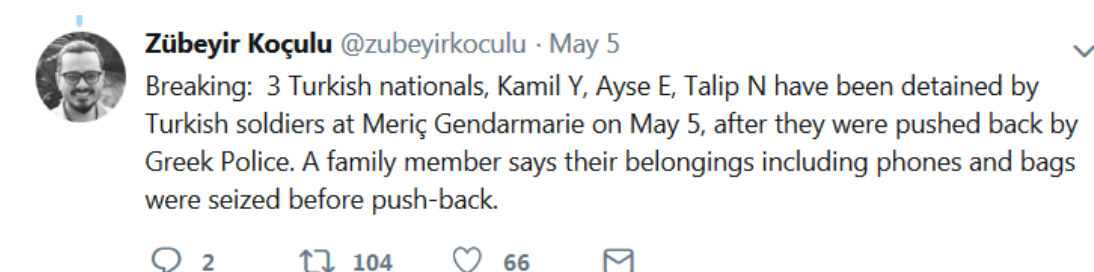 Zübeyir Koçulu @zubeyirkoculu · May 5
Breaking:  3 Turkish nationals, Kamil Y, Ayse E, Talip N have been detained by
Turkish soldiers at Meriç Gendarmarie on May 5, after they were pushed back by
Greek Police. A family member says their belongings including phones and bags
were seized before push-back.
2 104 66